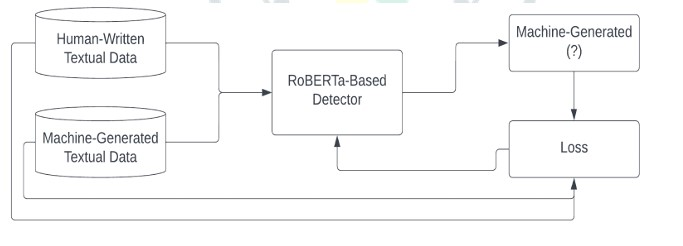 Human-Written
Textual Data
Machine-Generated
Textual Data
RoBERTa-Based
Detector
Machine-Generated
(?)
Loss